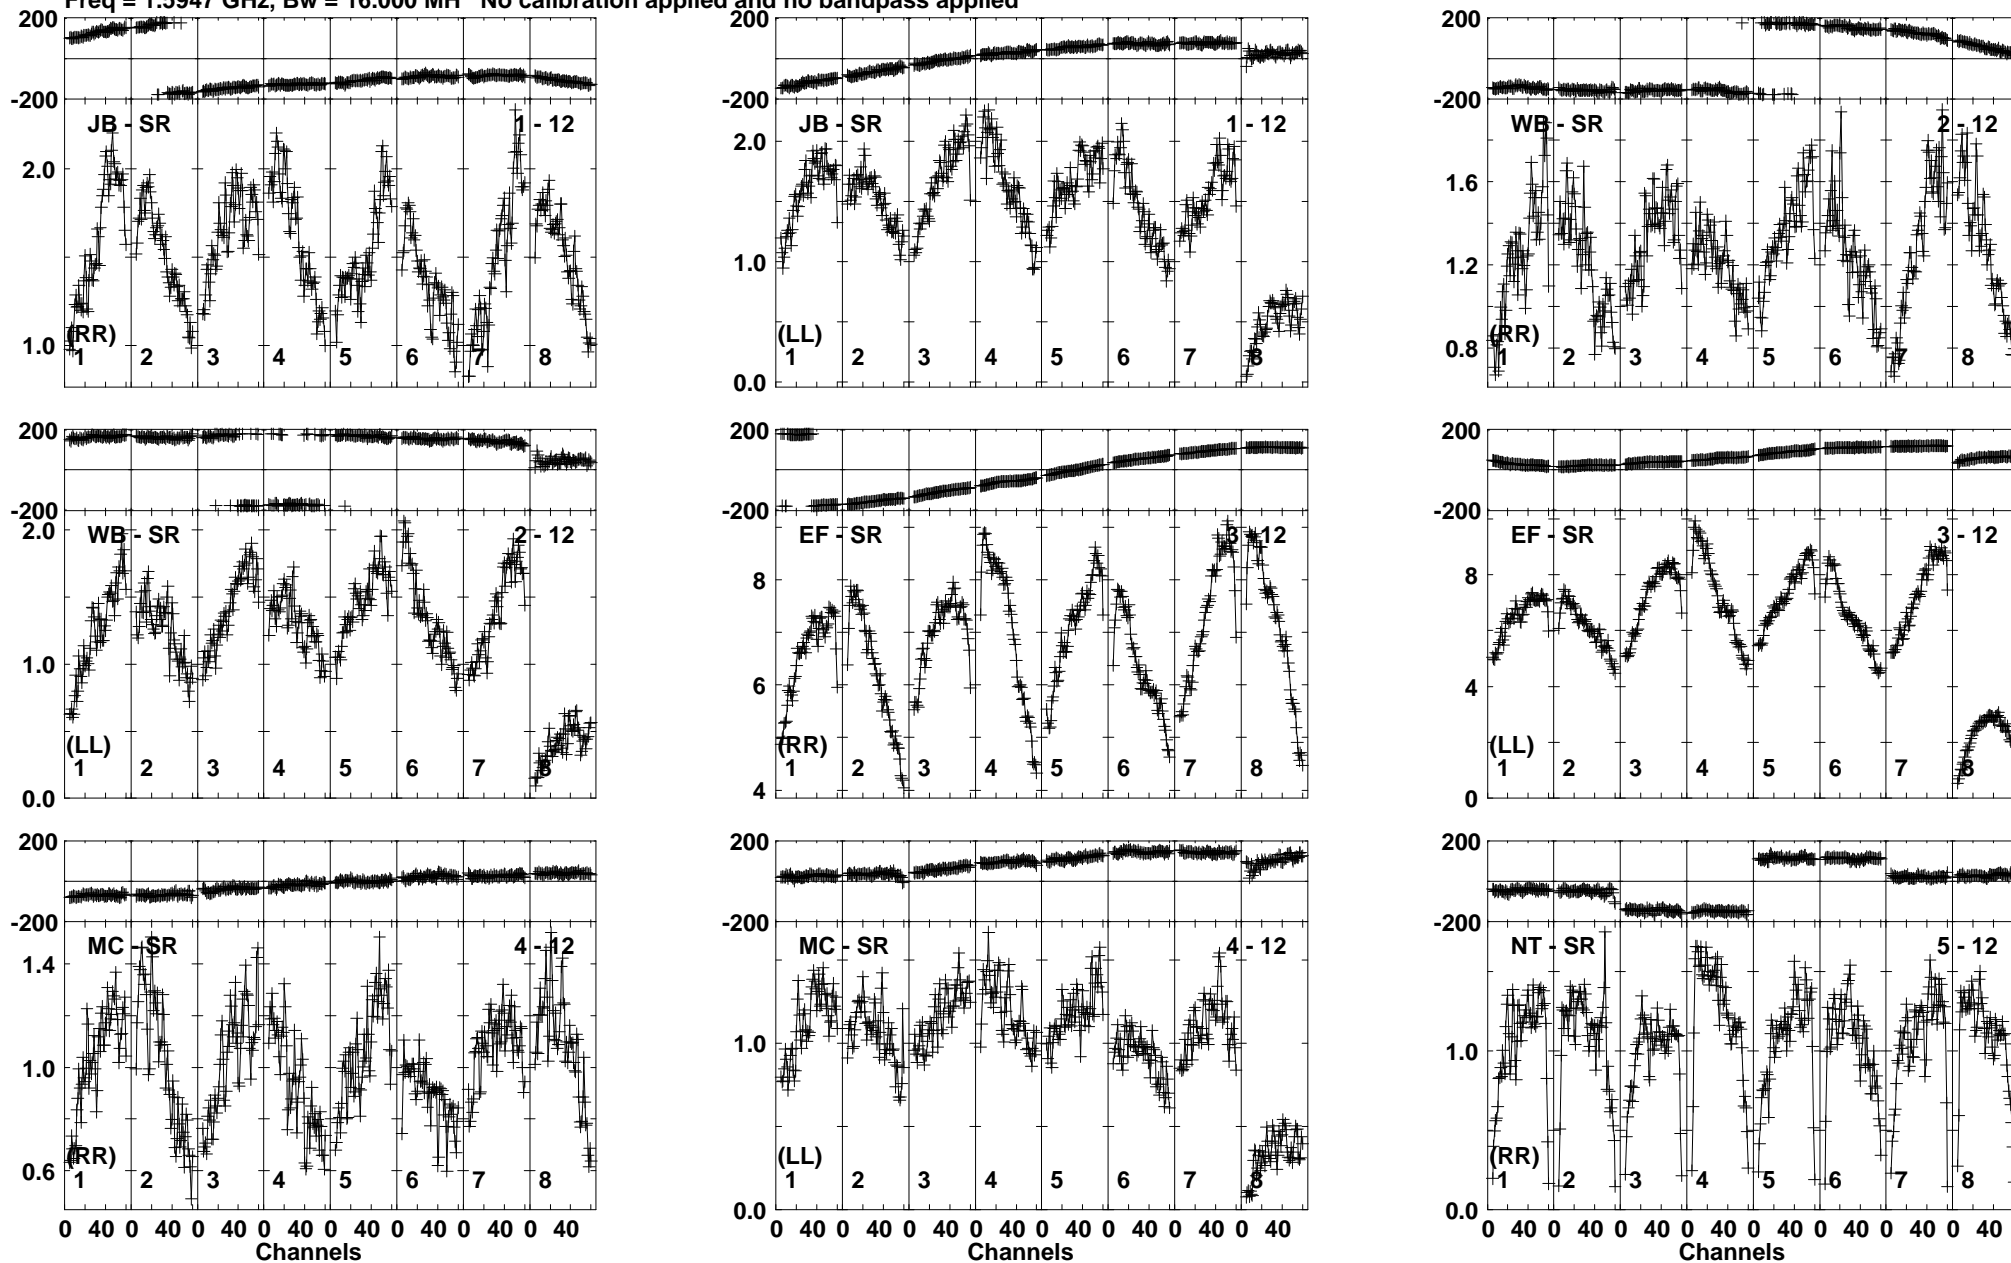 Freq = 1.5947 GHz, Bw = 16.000 MH No calibration applied and no bandpass applied
200
-200
JB - SR 1 - 12
2.0
1.0
(RR)
1 2 3 4 5 6 7 8
200
-200
JB - SR 1 - 12
2.0
1.0
0.0
(LL)
1 2 3 4 5 6 7 8
200
-200
WB - SR 2 - 12
1.6
1.2
0.8
(RR)
1 2 3 4 5 6 7 8
200
-200
WB - SR 2 - 12
2.0
1.0
0.0
(LL)
1 2 3 4 5 6 7 8
200
-200
EF - SR 3 - 12
8
6
4
(RR)
1 2 3 4 5 6 7 8
200
-200
EF - SR 3 - 12
8
4
0
(LL)
1 2 3 4 5 6 7 8
200
-200
MC - SR 4 - 12
1.4
1.0
0.6
(RR)
1 2 3 4 5 6 7 8
0 40 0 40 0 40 0 40 0 40 0 40 0 40 0 40
Channels
200
-200
MC - SR 4 - 12
1.0
0.0
(LL)
1 2 3 4 5 6 7 8
0 40 0 40 0 40 0 40 0 40 0 40 0 40 0 40
Channels
200
-200
NT - SR 5 - 12
1.0
0.0
(RR)
1 2 3 4 5 6 7 8
0 40 0 40 0 40 0 40 0 40 0 40 0 40 0 40
Channels